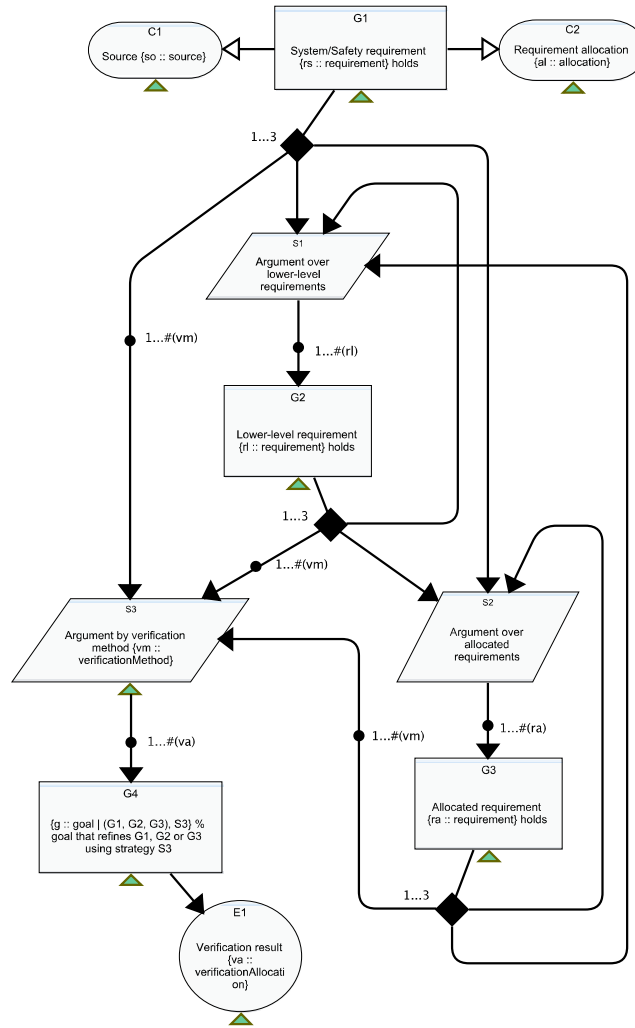 C1
Source {so :: source}
G1
System/Safety requirement
{rs :: requirement} holds
C2
Requirement allocation
{al :: allocation}
1...3
S1
Argument over
lower-level
requirements
1...#(vm)
1...#(rl)
G2
Lower-level requirement
{rl :: requirement} holds
1...3
1...#(vm)
S3
Argument by verification
method {vm ::
verificationMethod}
S2
Argument over
allocated
requirements
1...#(va)
1...#(vm)
1...#(ra)
G4
{g :: goal | (G1, G2, G3), S3} %
goal that refines G1, G2 or G3
using strategy S3
G3
Allocated requirement
{ra :: requirement} holds
1...3
E1
Verification result
{va ::
verificationAllocati
on}